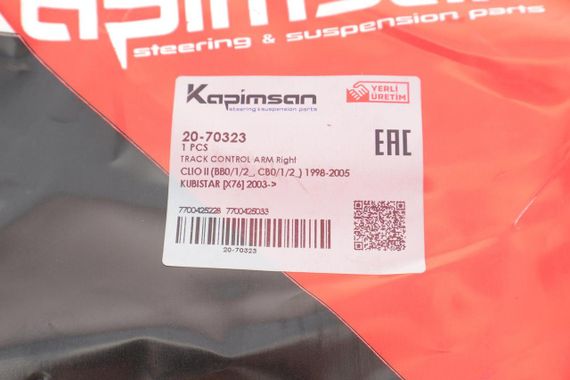 Kapimsan
steering & suspension parts
Kapimsan
steering&suspension parts
YERLİ
ÜRETİM
20-70323
1 PCS
TRACK CONTROL ARM Right
EAC
CLIO II (BB0/1/2_, CB0/1/2_) 1998-2005
KUBISTAR [X76] 2003->
7700425228 7700425033
20-70323